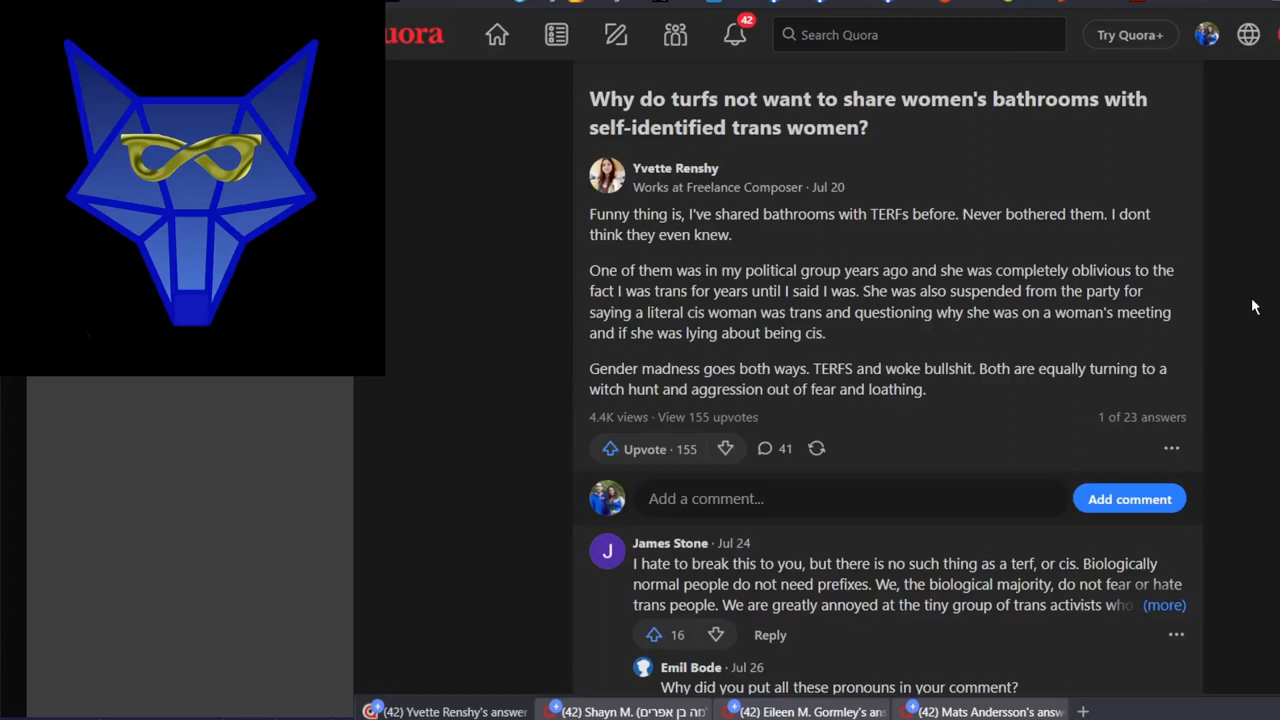 uora
42
Search Quora
Try Quora+
Why do turfs not want to share women's bathrooms with
self-identified trans women?
Yvette Renshy
Works at Freelance Composer · Jul 20
Funny thing is, I've shared bathrooms with TERFs before. Never bothered them. I dont
think they even knew.
One of them was in my political group years ago and she was completely oblivious to the
fact I was trans for years until I said I was. She was also suspended from the party for
saying a literal cis woman was trans and questioning why she was on a woman's meeting
and if she was lying about being cis.
Gender madness goes both ways. TERFS and woke bullshit. Both are equally turning to a
witch hunt and aggression out of fear and loathing.
4.4K views · View 155 upvotes
1 of 23 answers
Upvote · 155
41
Add a comment...
Add comment
J
James Stone · Jul 24
I hate to break this to you, but there is no such thing as a terf, or cis. Biologically
normal people do not need prefixes. We, the biological majority, do not fear or hate
trans people. We are greatly annoyed at the tiny group of trans activists who (more)
16
Reply
Emil Bode · Jul 26
Why did you put all these pronouns in your comment?
(42) Yvette Renshy's answer
(42) Shayn M. (מה בן אפרים)'
(42) Eileen M. Gormley's an
(42) Mats Andersson's answ